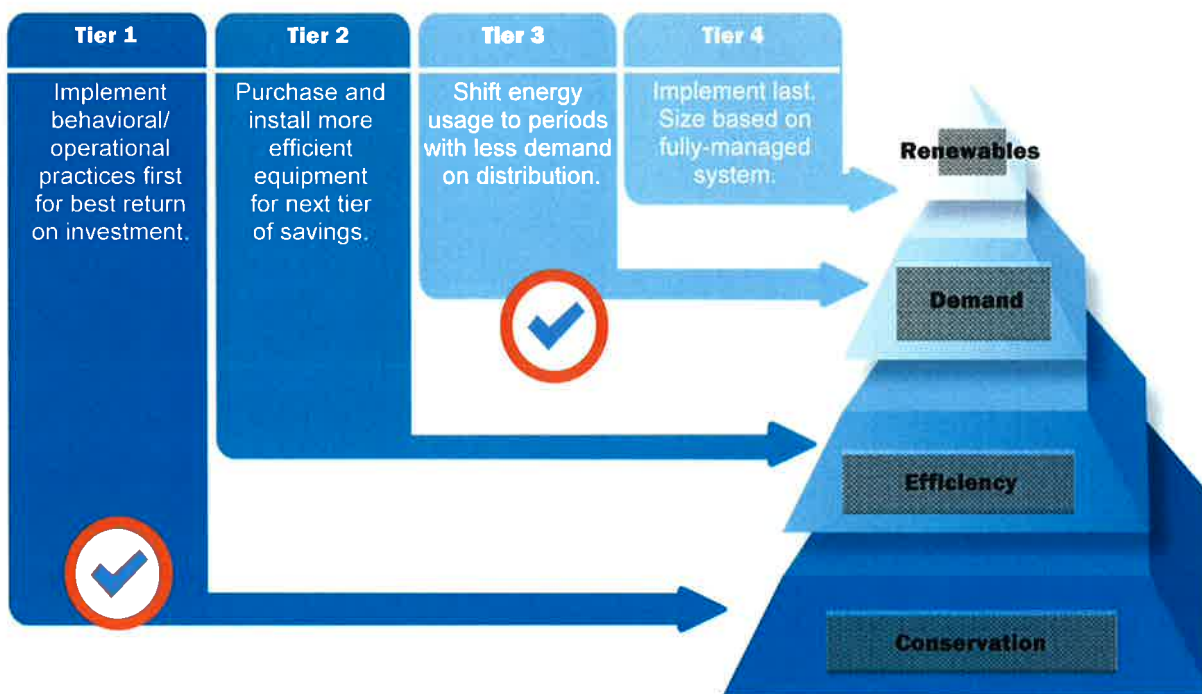 Tier 1
Implement
behavioral/
operational
practices first
for best return
on investment.
Tier 2
Purchase and
install more
efficient
equipment
for next tier
of savings.
Tier 3
Shift energy
usage to periods
with less demand
on distribution.
Tier 4
Implement last.
Size based on
fully-managed
system.
Renewables
Demand
Efficiency
Conservation